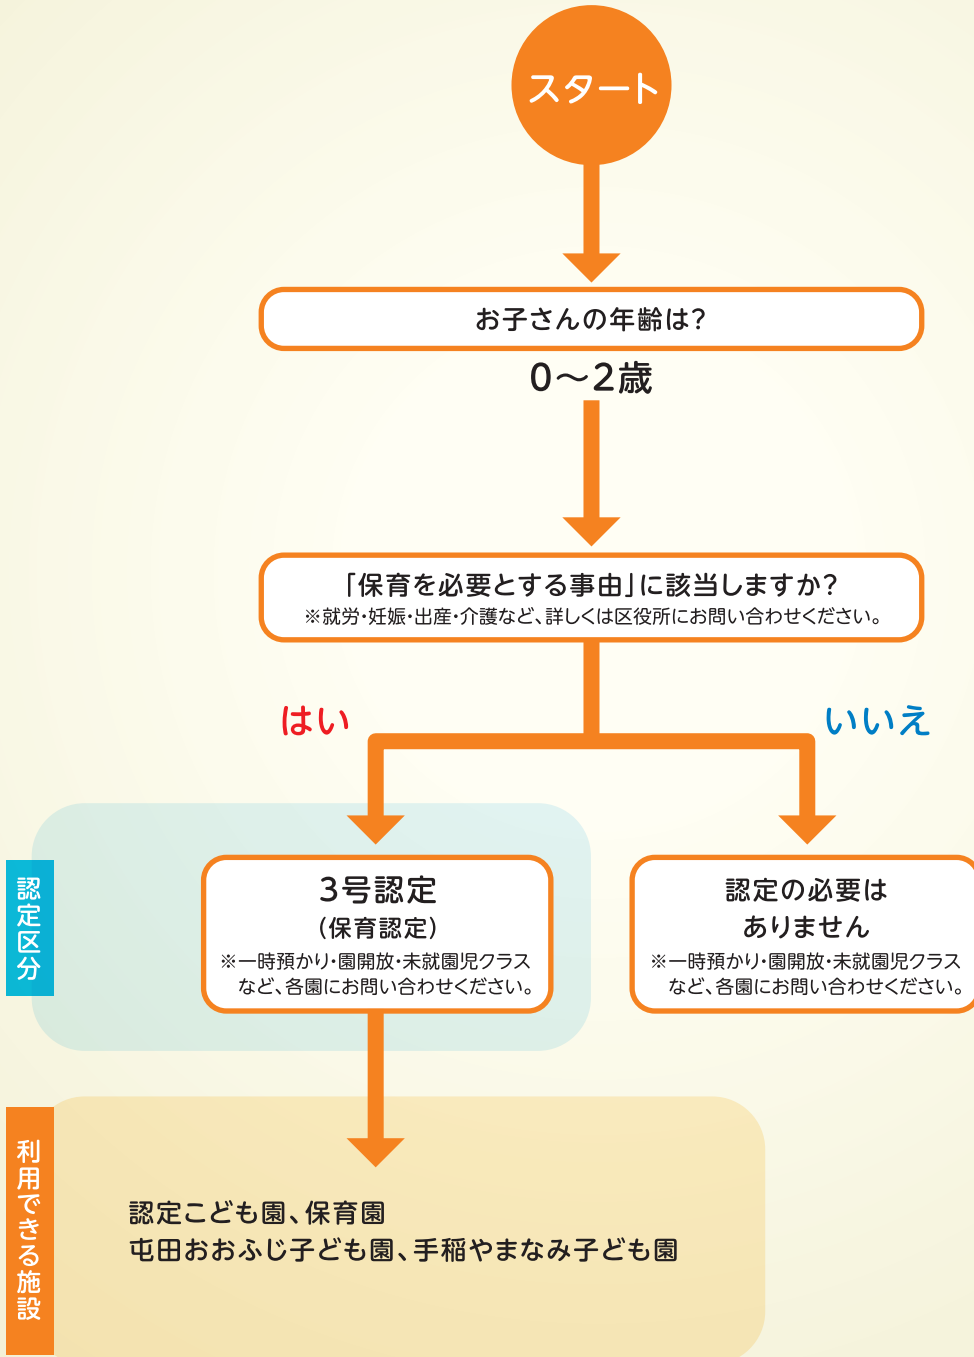 スタート
お子さんの年齢は?
0〜2歳
「保育を必要とする事由」に該当しますか?
※就労・妊娠・出産・介護など、詳しくは区役所にお問い合わせください。
はい
いいえ
認定区分
3号認定
(保育認定)
※一時預かり・園開放・未就園児クラス
など、各園にお問い合わせください。
認定の必要は
ありません
※一時預かり・園開放・未就園児クラス
など、各園にお問い合わせください。
利用できる施設
認定こども園、保育園
屯田おおふじ子ども園、手稲やまなみ子ども園